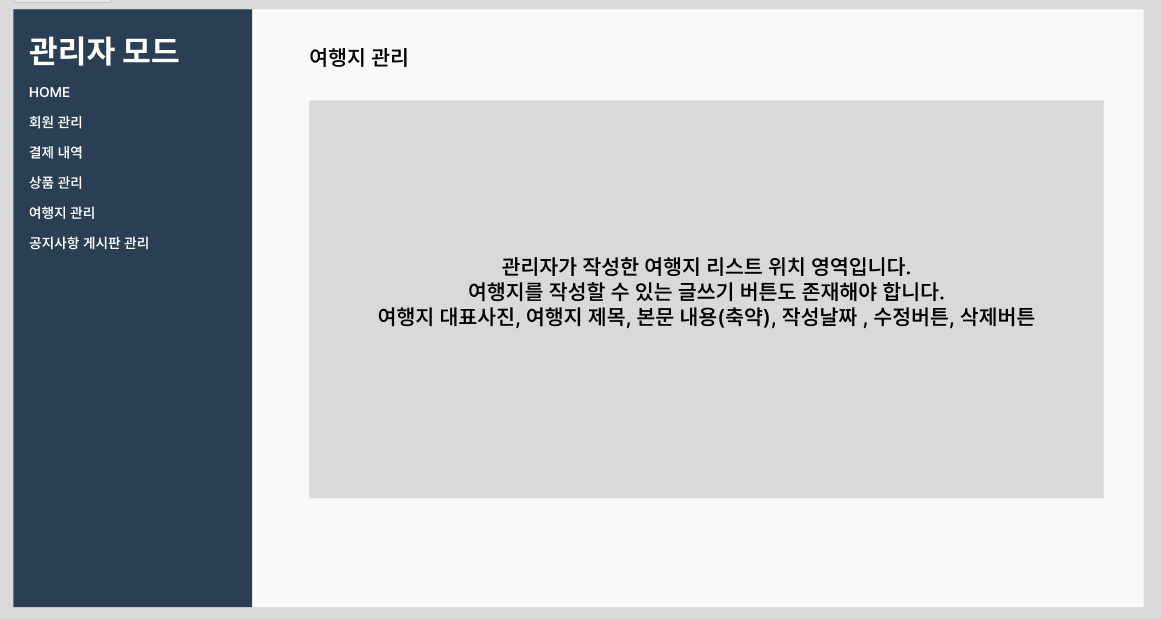 관리자 모드
HOME
회원 관리
결제 내역
상품 관리
여행지 관리
공지사항 게시판 관리
여행지 관리
관리자가 작성한 여행지 리스트 위치 영역입니다.
여행지를 작성할 수 있는 글쓰기 버튼도 존재해야 합니다.
여행지 대표사진, 여행지 제목, 본문 내용(축약), 작성날짜 , 수정버튼, 삭제버튼